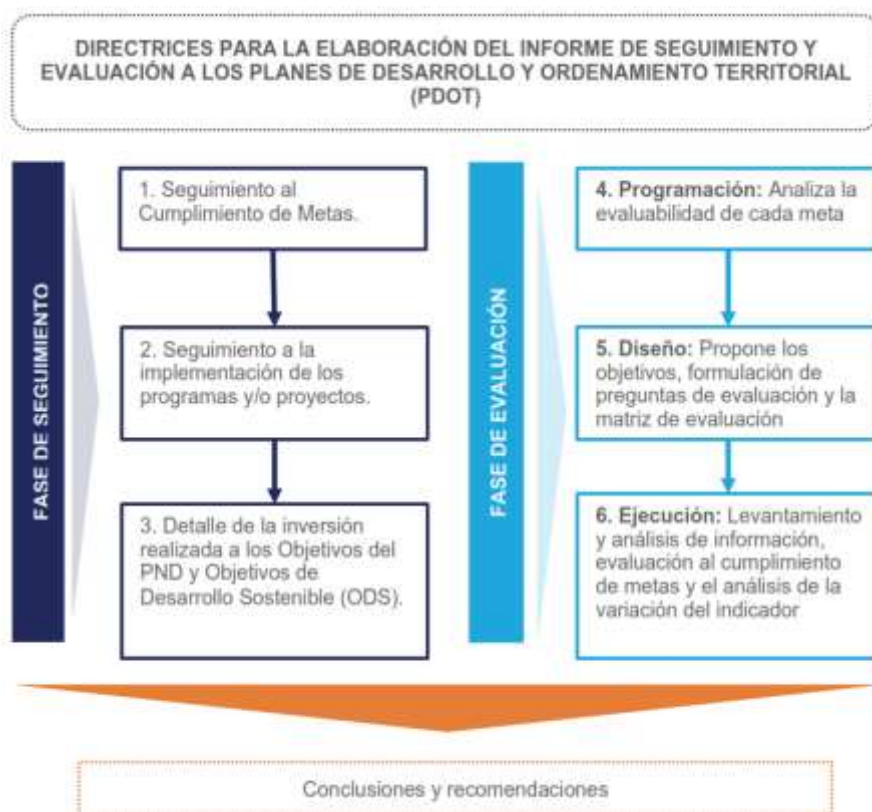 DIRECTRICES PARA LA ELABORACIÓN DEL INFORME DE SEGUIMIENTO Y
EVALUACIÓN A LOS PLANES DE DESARROLLO Y ORDENAMIENTO TERRITORIAL
(PDOT)
FASE DE SEGUIMIENTO
1. Seguimiento al
Cumplimiento de Metas.
2. Seguimiento a la
implementación de los
programas y/o proyectos.
3. Detalle de la inversión
realizada a los Objetivos del
PND y Objetivos de
Desarrollo Sostenible (ODS).
FASE DE EVALUACIÓN
4. Programación: Analiza la
evaluabilidad de cada meta
5. Diseño: Propone los
objetivos, formulación de
preguntas de evaluación y la
matriz de evaluación
6. Ejecución: Levantamiento
y análisis de información,
evaluación al cumplimiento
de metas y el análisis de la
variación del indicador
Conclusiones y recomendaciones